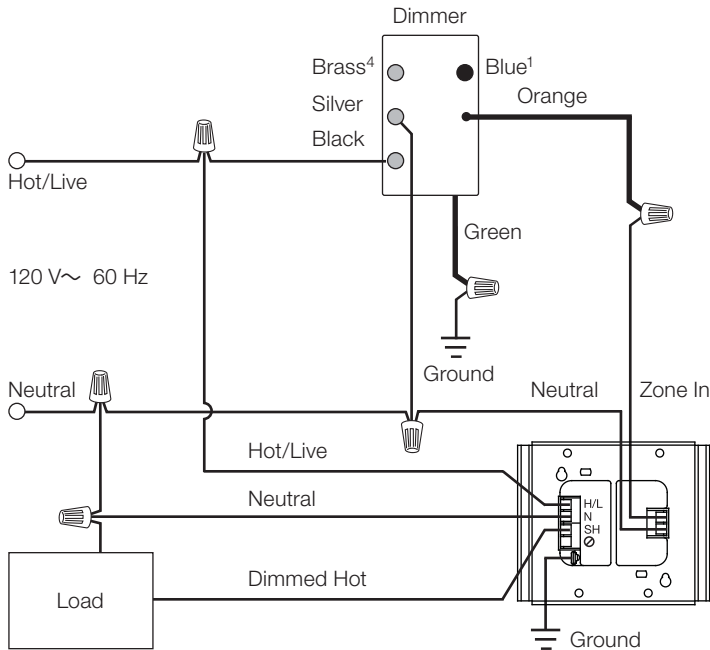 Dimmer
Brass⁴
Blue¹
Silver
Orange
Black
Hot/Live
Green
120 V~ 60 Hz
Ground
Neutral
Neutral
Zone In
Hot/Live
H/L
Neutral
N
SH
Dimmed Hot
Load
Ground